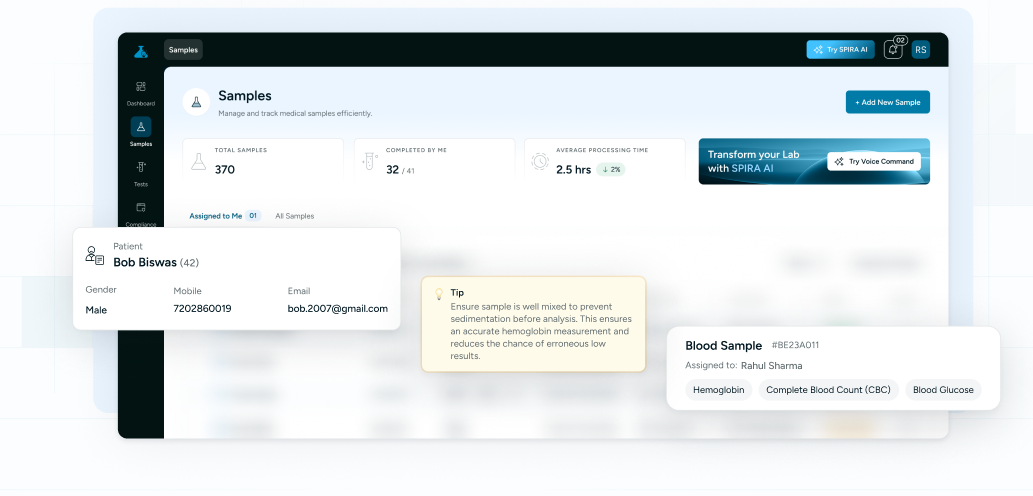 Samples
Try SPIRA AI
02
RS
Dashboard
Samples
Tests
Compliance
Samples
Manage and track medical samples efficiently.
+ Add New Sample
TOTAL SAMPLES
370
COMPLETED BY ME
32 / 41
AVERAGE PROCESSING TIME
2.5 hrs ↓ 2%
Transform your Lab
with SPIRA AI
Try Voice Command
Assigned to Me 01
All Samples
Patient
Bob Biswas (42)
Gender
Male
Mobile
7202860019
Email
bob.2007@gmail.com
Tip
Ensure sample is well mixed to prevent
sedimentation before analysis. This ensures
an accurate hemoglobin measurement and
reduces the chance of erroneous low
results.
Blood Sample #BE23A011
Assigned to: Rahul Sharma
Hemoglobin
Complete Blood Count (CBC)
Blood Glucose